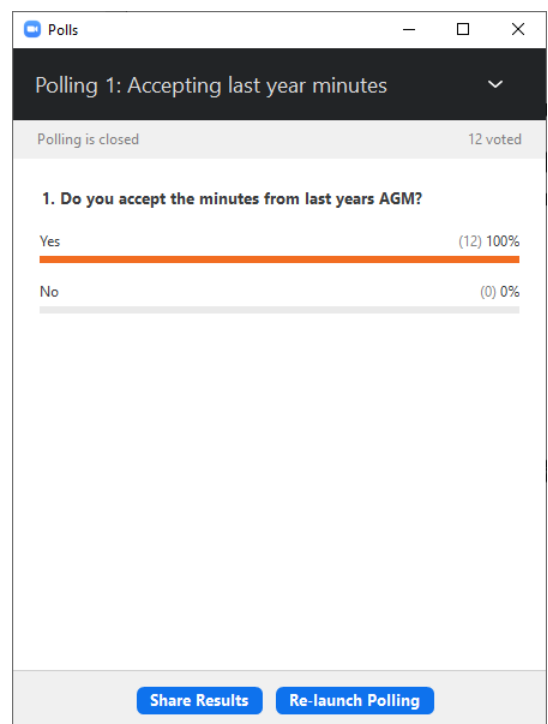 Polls
Polling 1: Accepting last year minutes
Polling is closed 12 voted
1. Do you accept the minutes from last years AGM?
Yes (12) 100%
No (0) 0%
Share Results Re-launch Polling